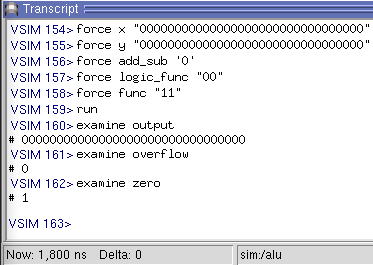 Transcript
VSIM 154> force x "00000000000000000000000000000000"
VSIM 155> force y "00000000000000000000000000000000"
VSIM 156> force add_sub '0'
VSIM 157> force logic_func "00"
VSIM 158> force func "11"
VSIM 159> run
VSIM 160> examine output
# 00000000000000000000000000000000
VSIM 161> examine overflow
# 0
VSIM 162> examine zero
# 1
VSIM 163>
Now: 1,800 ns Delta: 0 sim:/alu